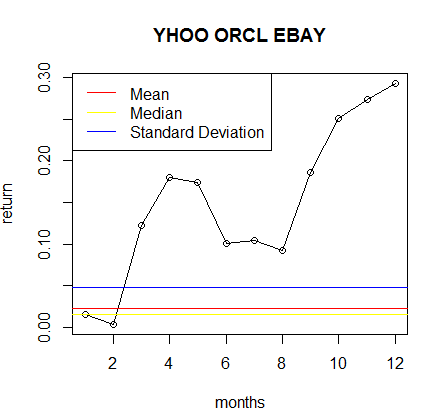 YHOO ORCL EBAY
Mean
Median
Standard Deviation
return
0.30
0.20
0.10
0.00
2 4 6 8 10 12
months